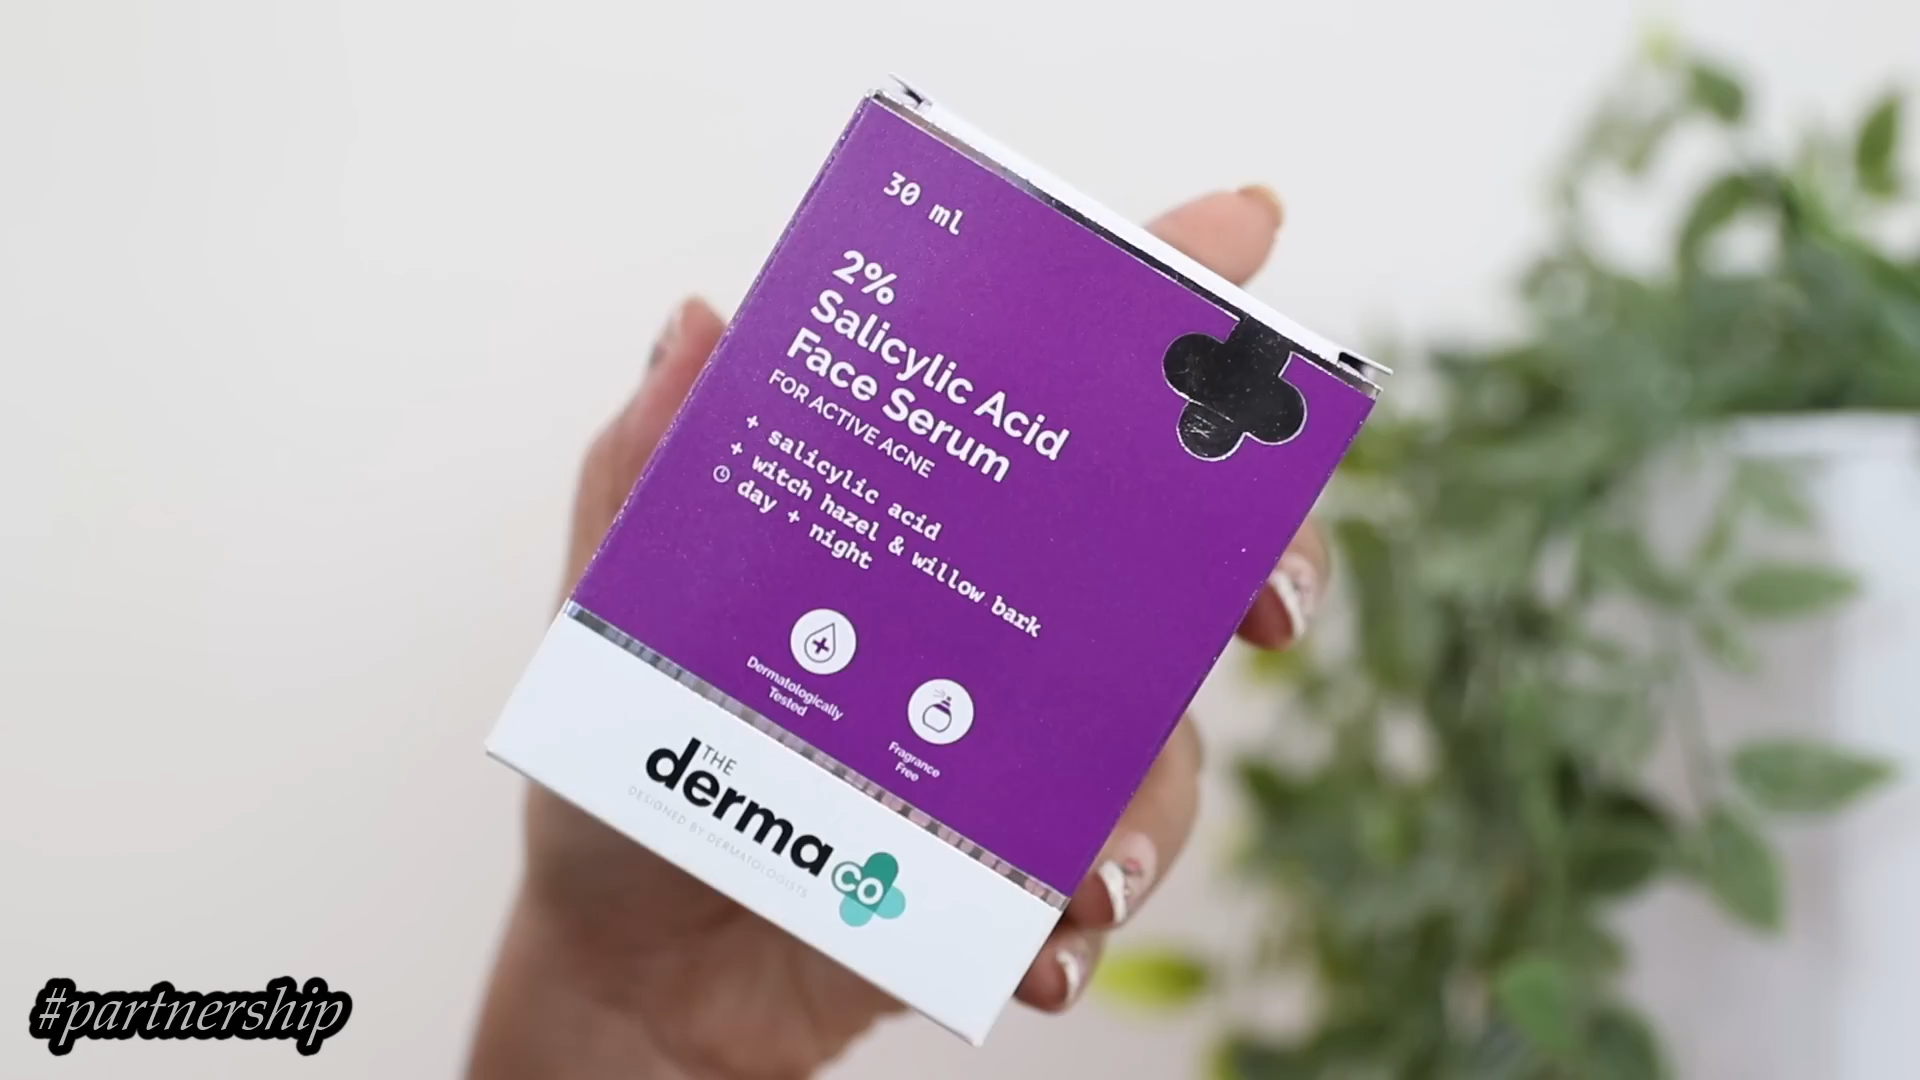 30 ml
2%
Salicylic Acid
Face Serum
FOR ACTIVE ACNE
+ salicylic acid
+ witch hazel & willow bark
day + night
Dermatologically
Tested
Fragrance
Free
THE
derma
co
DESIGNED BY DERMATOLOGISTS
#partnership